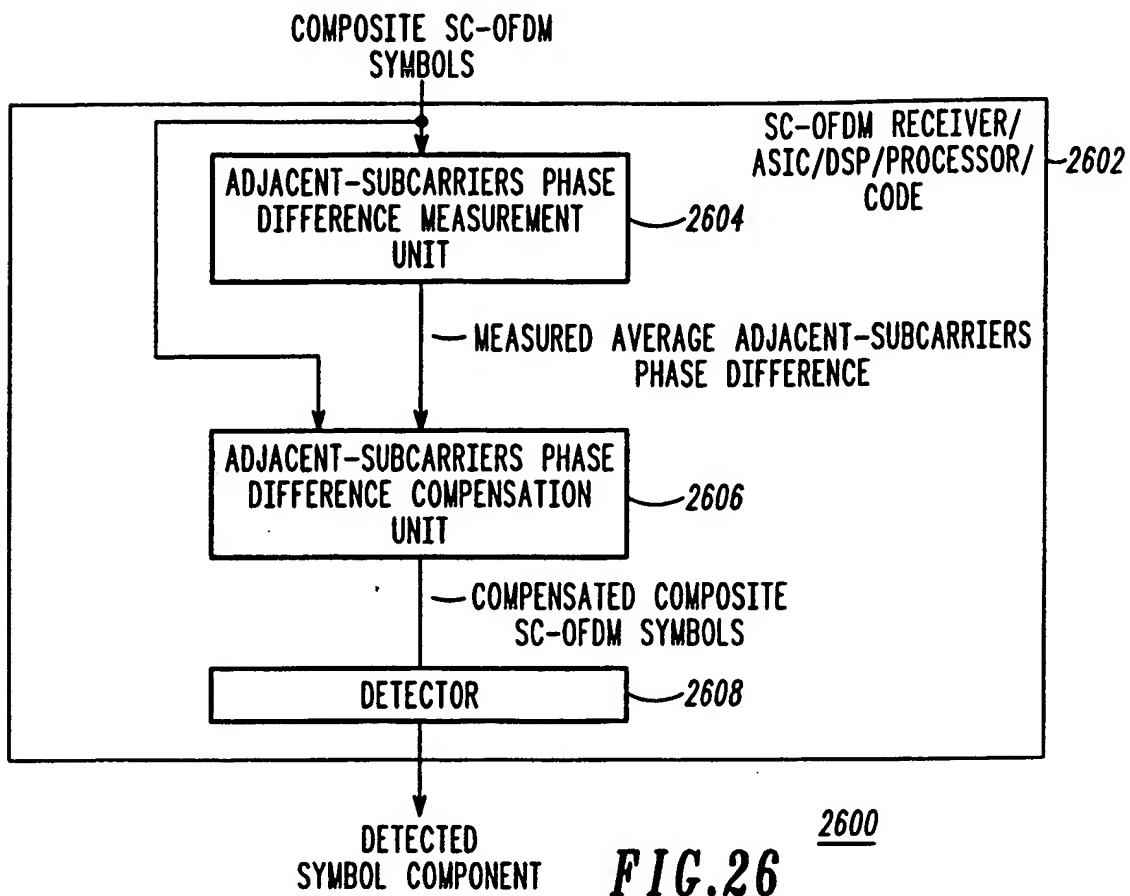 COMPOSITE SC-OFDM
SYMBOLS
SC-OFDM RECEIVER/
ASIC/DSP/PROCESSOR/
CODE
2602
ADJACENT-SUBCARRIERS PHASE
DIFFERENCE MEASUREMENT
UNIT
2604
MEASURED AVERAGE ADJACENT-SUBCARRIERS
PHASE DIFFERENCE
ADJACENT-SUBCARRIERS PHASE
DIFFERENCE COMPENSATION
UNIT
2606
COMPENSATED COMPOSITE
SC-OFDM SYMBOLS
DETECTOR
2608
DETECTED
SYMBOL COMPONENT
2600
FIG.26